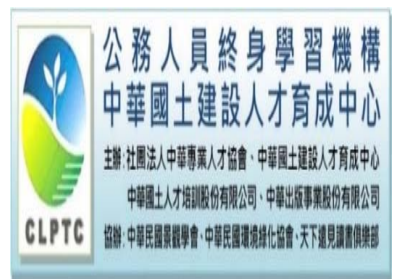 公務人員終身學習機構
中華國土建設人才育成中心
主辦:社團法人中華專業人才協會、中華國土建設人才育成中心
中華國土人才培訓股份有限公司、中華出版事業股份有限公司
協辦:中華民國景觀學會、中華民國環境綠化協會、天下遠見讀書俱樂部
CLPTC